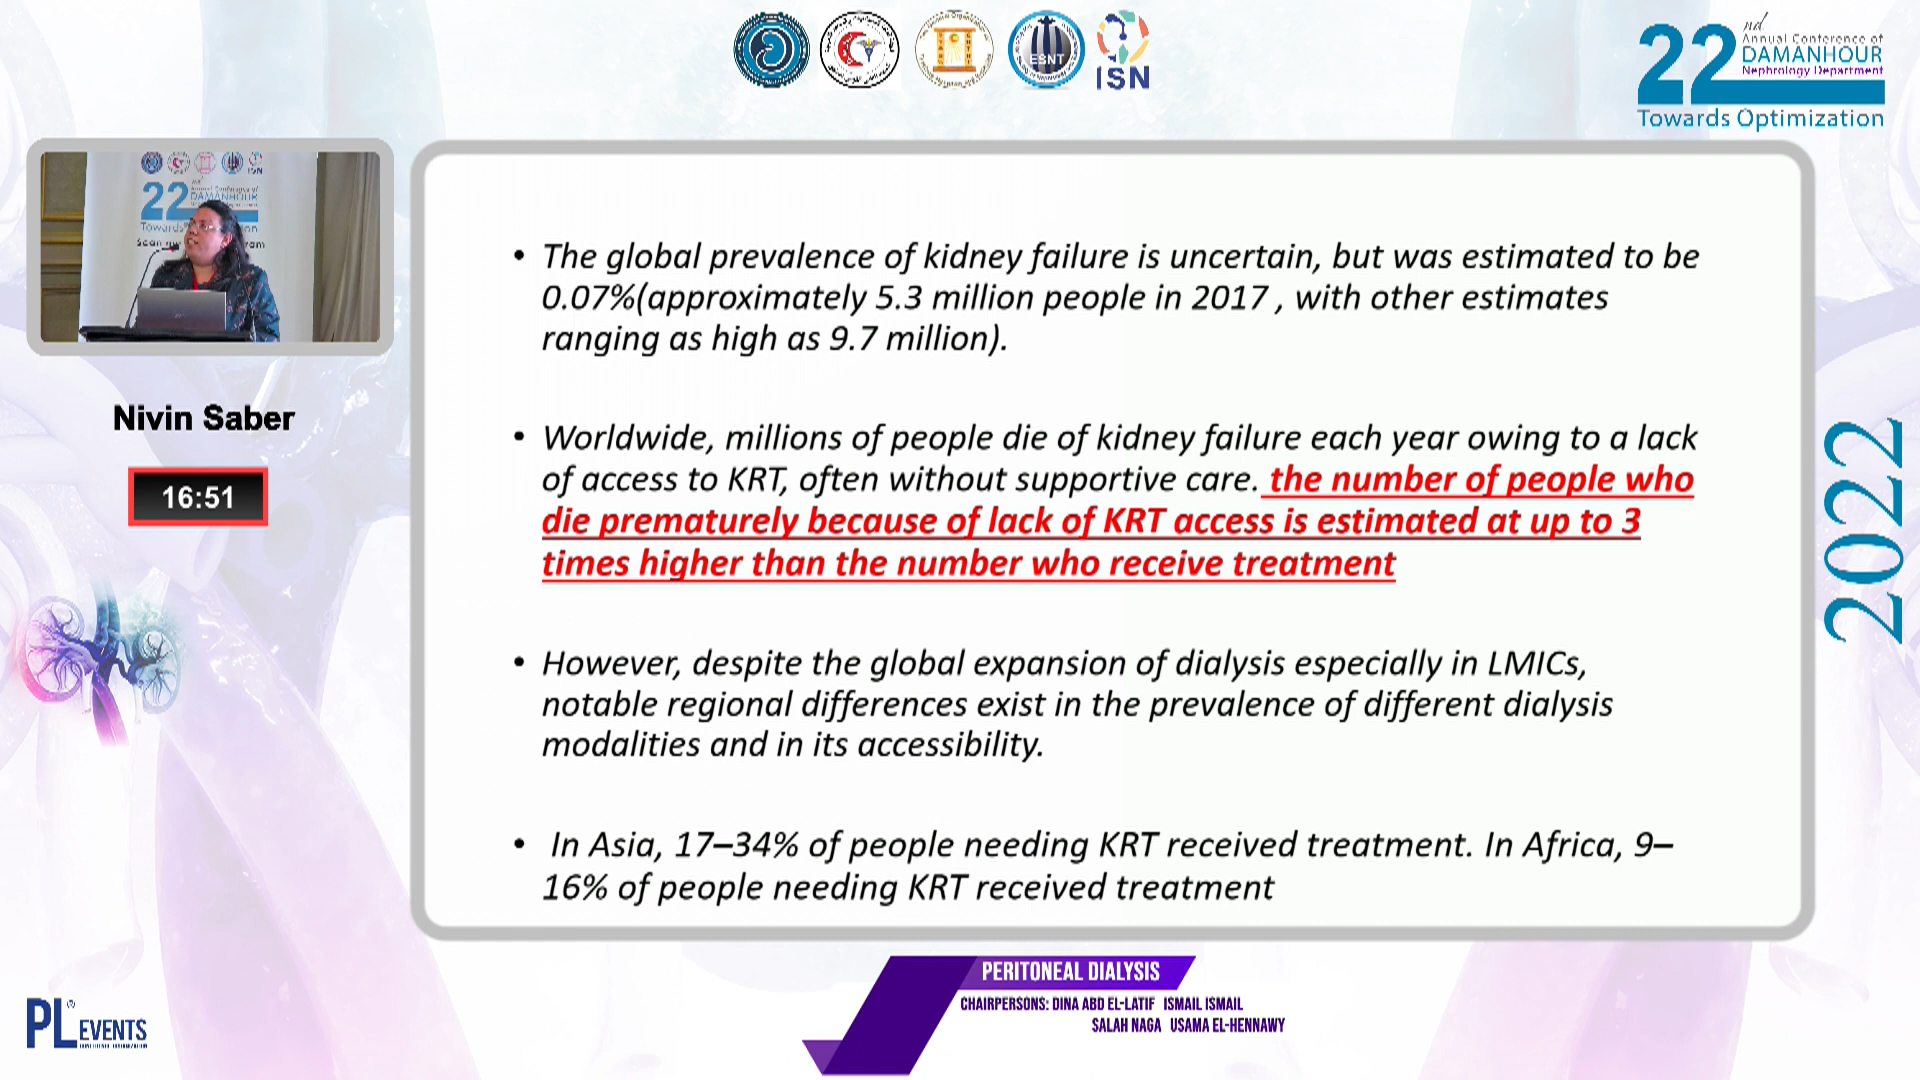 ESNT
ISN
22nd
Annual Conference of
DAMANHOUR
Nephrology Department
Towards Optimization
22
Annual Conference of
DAMANHOUR
Nivin Saber
16:51
• The global prevalence of kidney failure is uncertain, but was estimated to be
0.07%(approximately 5.3 million people in 2017 , with other estimates
ranging as high as 9.7 million).
• Worldwide, millions of people die of kidney failure each year owing to a lack
of access to KRT, often without supportive care. the number of people who
die prematurely because of lack of KRT access is estimated at up to 3
times higher than the number who receive treatment
• However, despite the global expansion of dialysis especially in LMICs,
notable regional differences exist in the prevalence of different dialysis
modalities and in its accessibility.
• In Asia, 17–34% of people needing KRT received treatment. In Africa, 9–
16% of people needing KRT received treatment
2022
PERITONEAL DIALYSIS
CHAIRPERSONS: DINA ABD EL-LATIF ISMAIL ISMAIL
SALAH NAGA USAMA EL-HENNAWY
PL® EVENTS